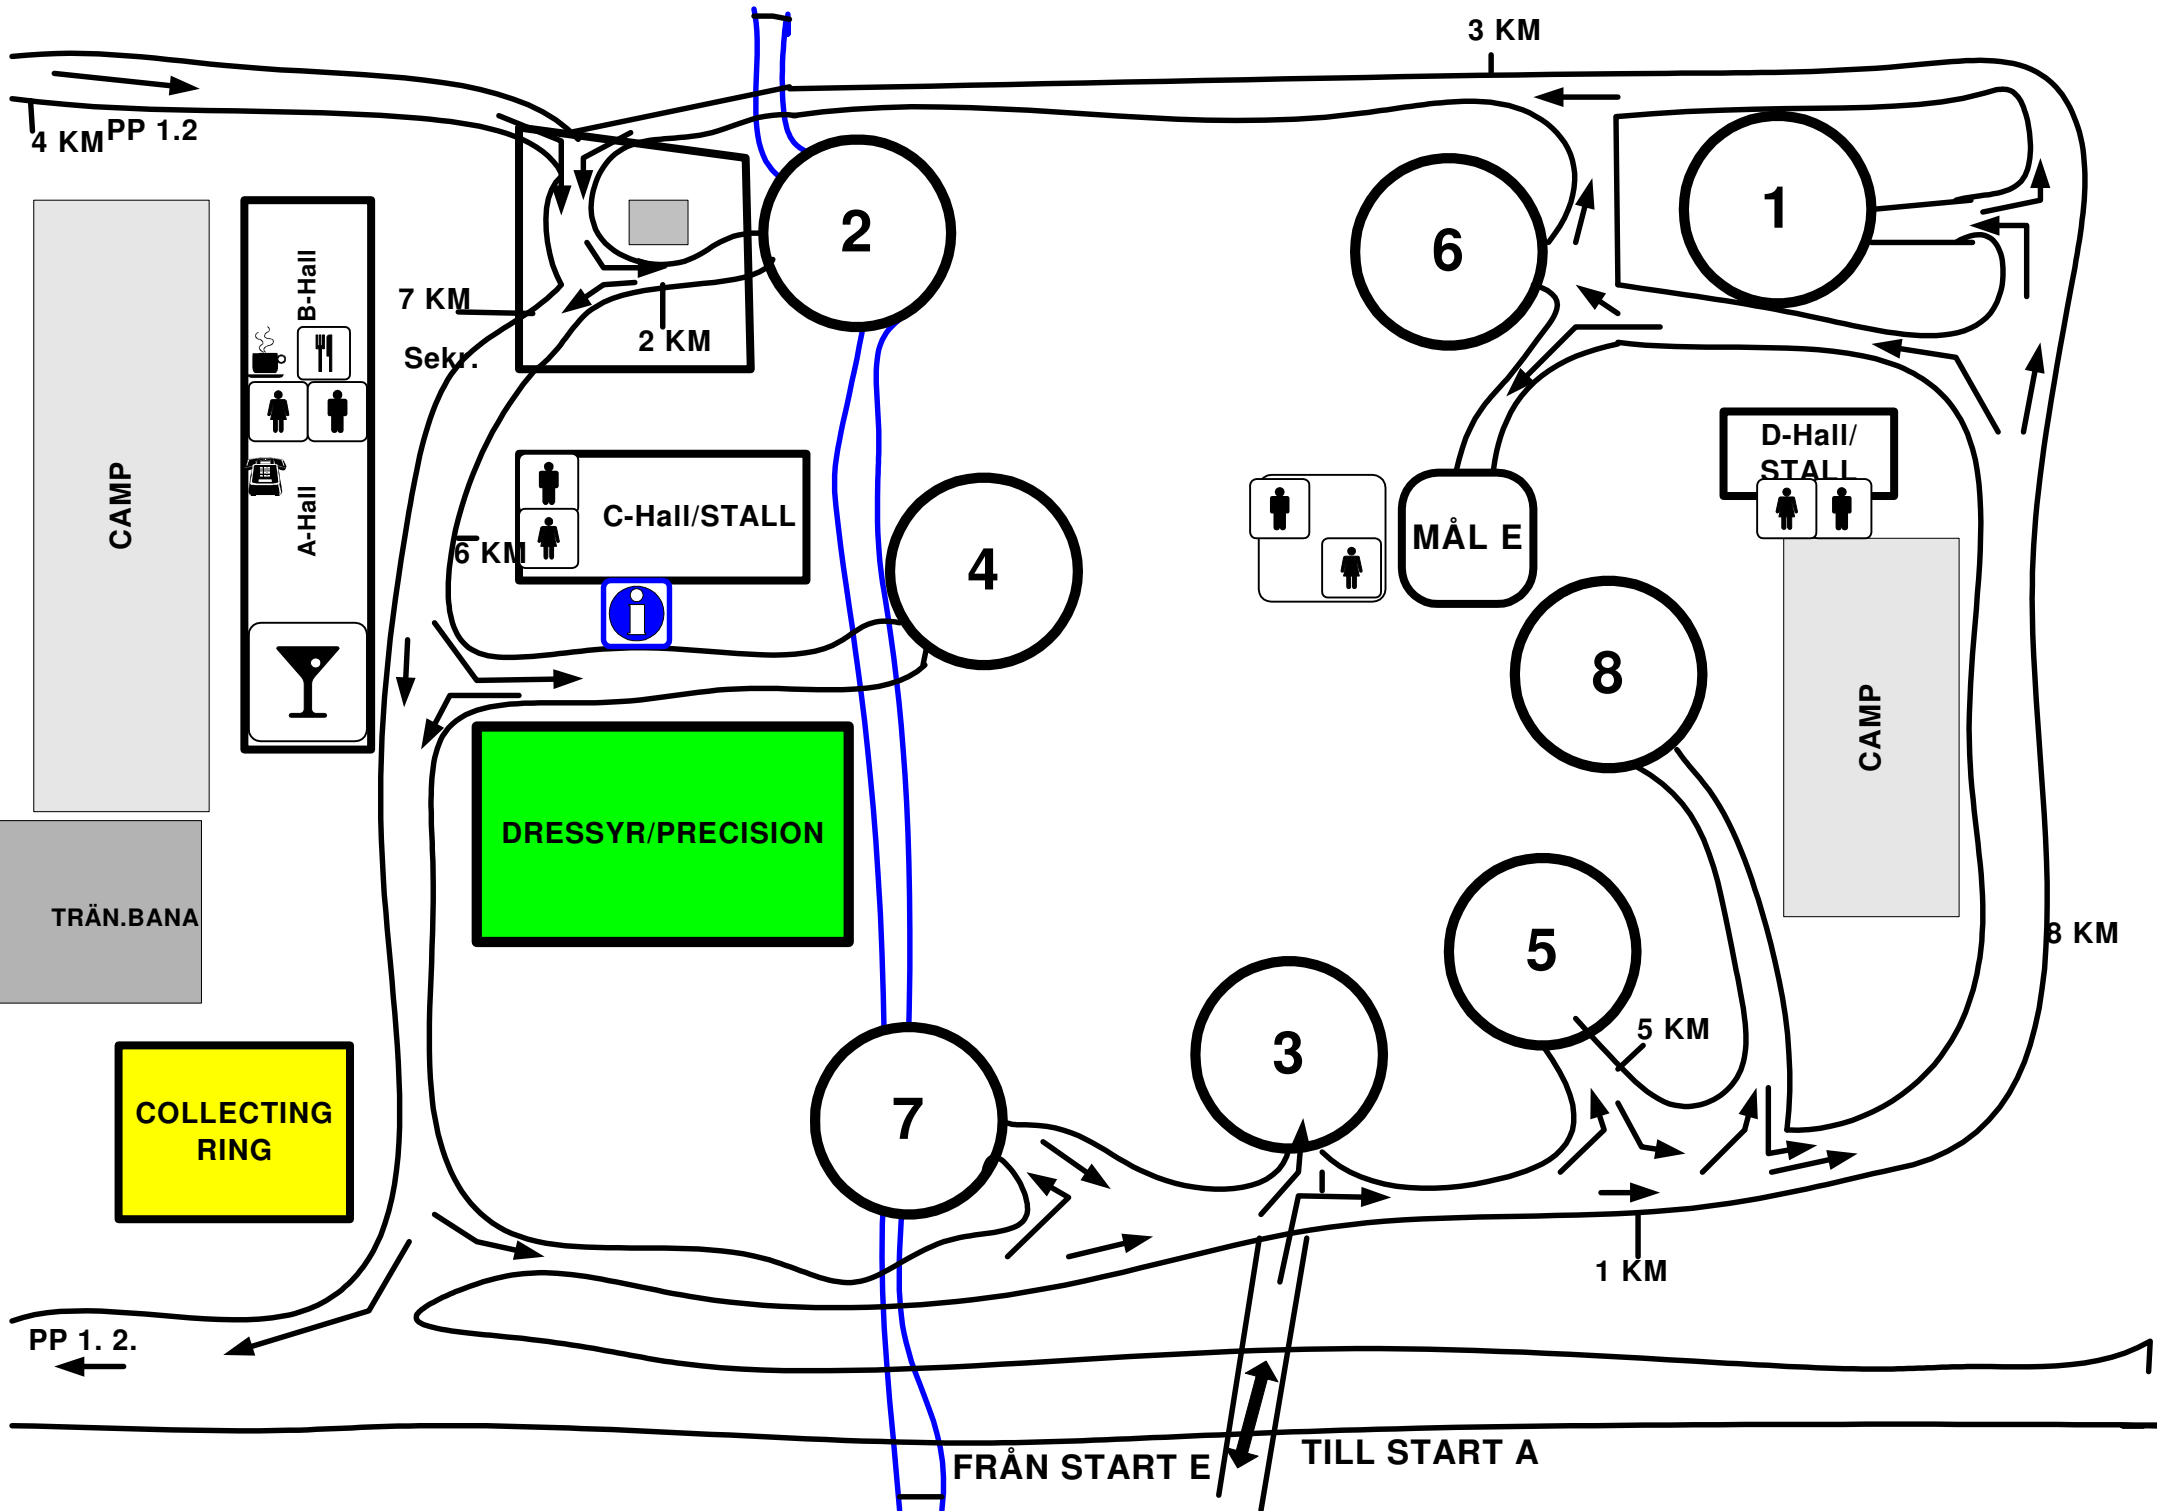 3 KM
4 KM
PP 1.2
2
6
1
B-Hall
7 KM
2 KM
Sekr.
D-Hall/
STALL
CAMP
A-Hall
C-Hall/STALL
6 KM
4
MÅL E
8
CAMP
DRESSYR/PRECISION
TRÄN.BANA
8 KM
5
5 KM
3
COLLECTING
RING
7
1 KM
PP 1. 2.
FRÅN START E
TILL START A